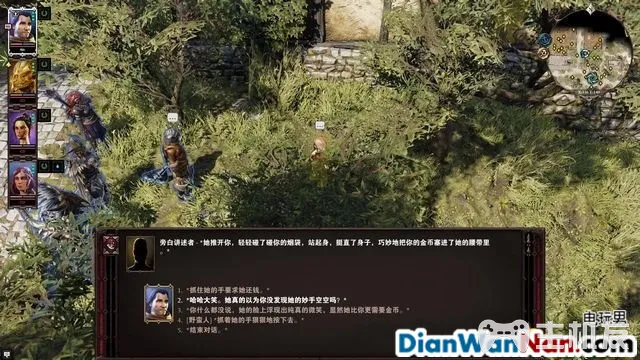 旁白讲述者 - *她推开你，轻轻碰了碰你的烟袋，站起身，挺直了身子，巧妙地把你的金币塞进了她的腰带里
。*
1. *抓住她的手要求她还钱。*
2. *哈哈大笑。她真的以为你没发现她的妙手空空吗？*
3. *你什么都没说，她的脸上浮现出纯真的微笑，显然她比你更需要金币。*
4. [野蛮人] *抓着她的手狠狠地按下去。*
5. *结束对话。*
电玩男
DianWanNan.com